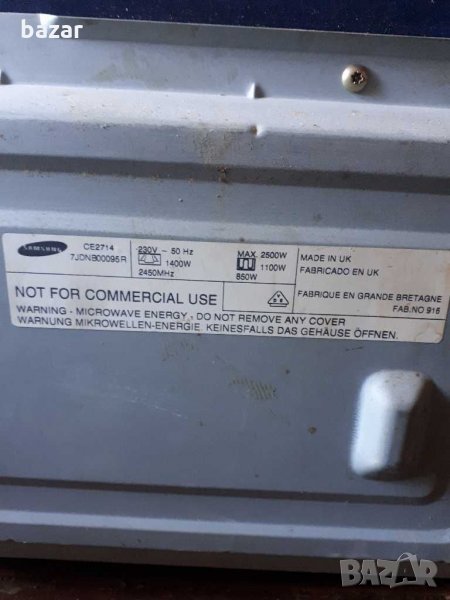 bazar
SAMSUNG
CE2714
7JDNB00095R
230V ~ 50 Hz
1400W
2450MHz
MAX. 2500W
1100W
850W
MADE IN UK
FABRICADO EN UK
FABRIQUE EN GRANDE BRETAGNE
FAB.NO 915
NOT FOR COMMERCIAL USE
WARNING - MICROWAVE ENERGY, DO NOT REMOVE ANY COVER
WARNUNG MIKROWELLEN-ENERGIE, KEINESFALLS DAS GEHÄUSE ÖFFNEN.
BAZAR